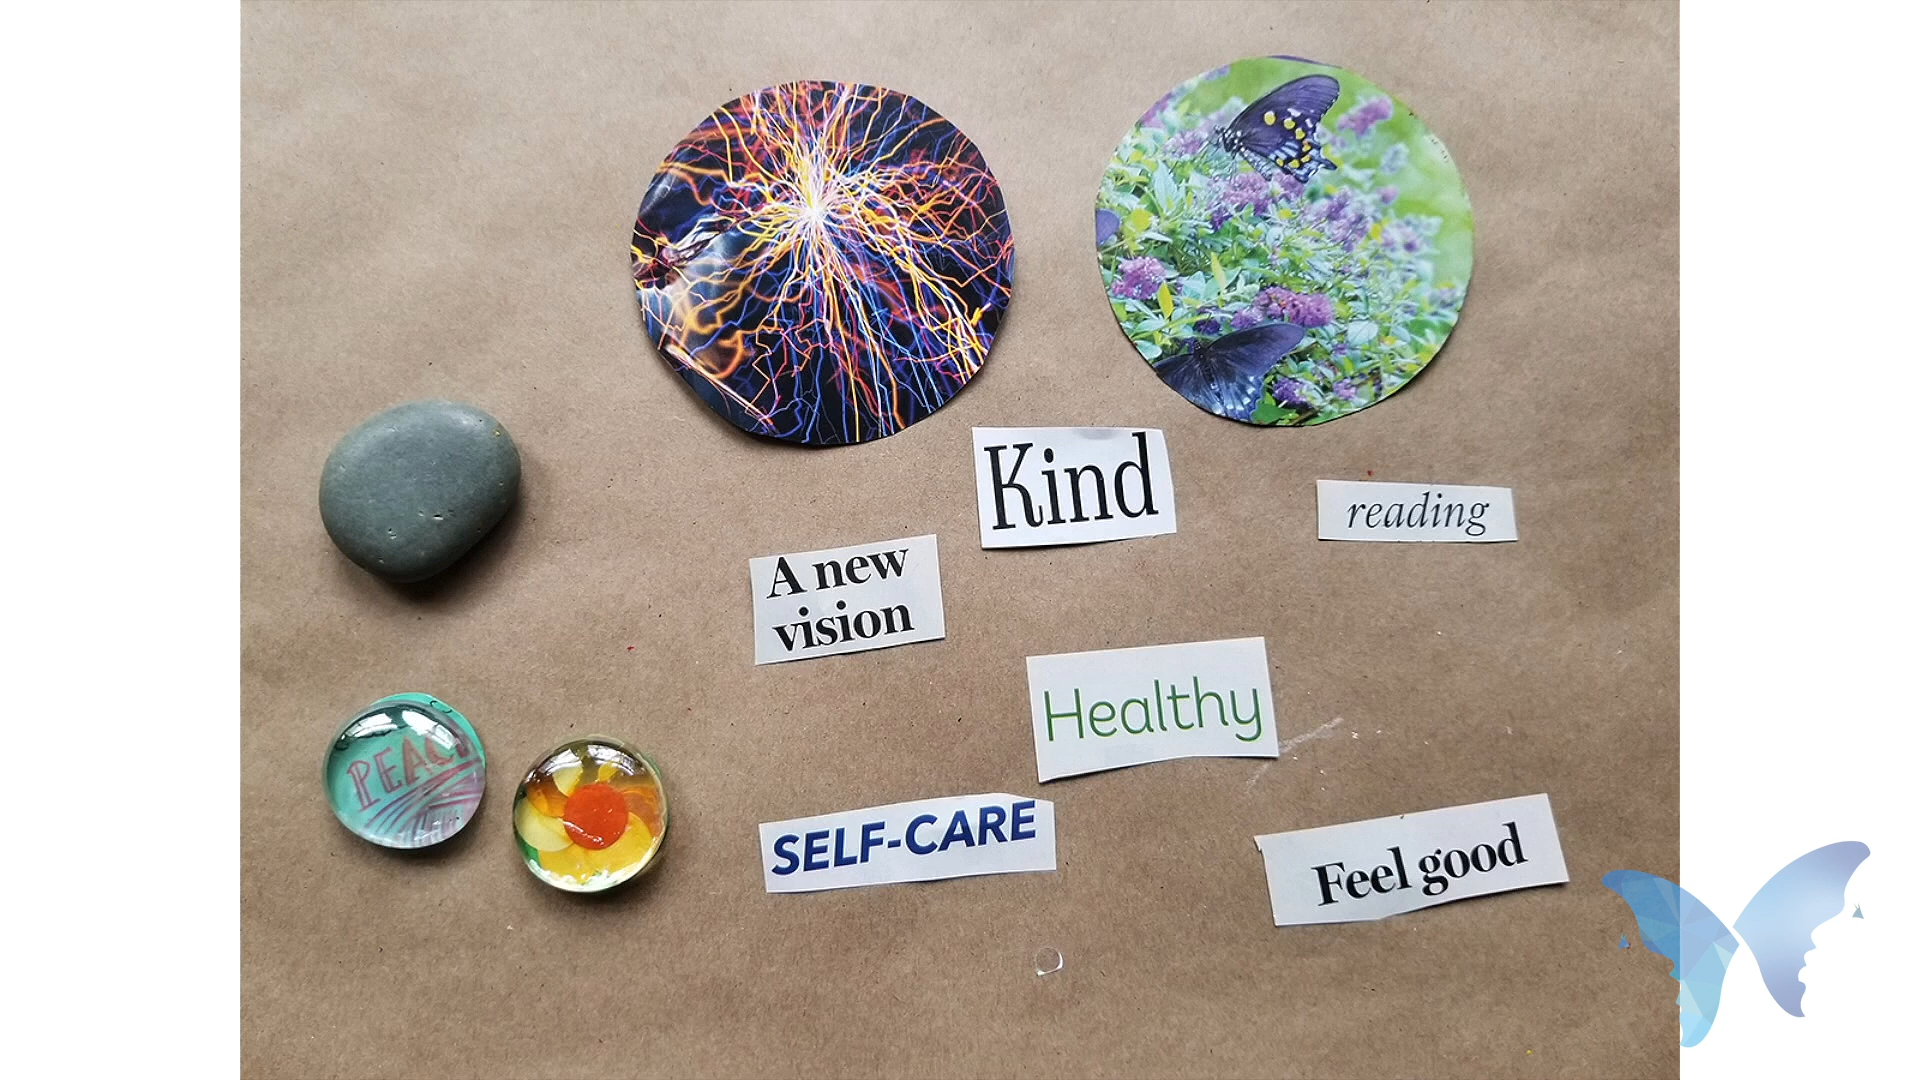 Kind
reading
A new
vision
Healthy
PEACE
SELF-CARE
Feel good